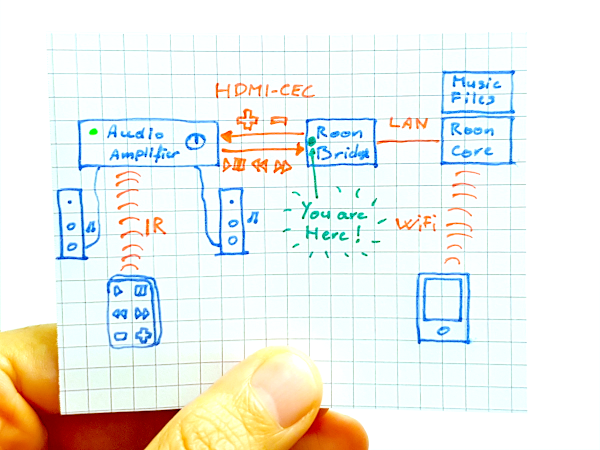 HDMI-CEC
Music
Files
Audio
Amplifier
Roon
Bridge
LAN
Roon
Core
You are
Here!
IR
WiFi